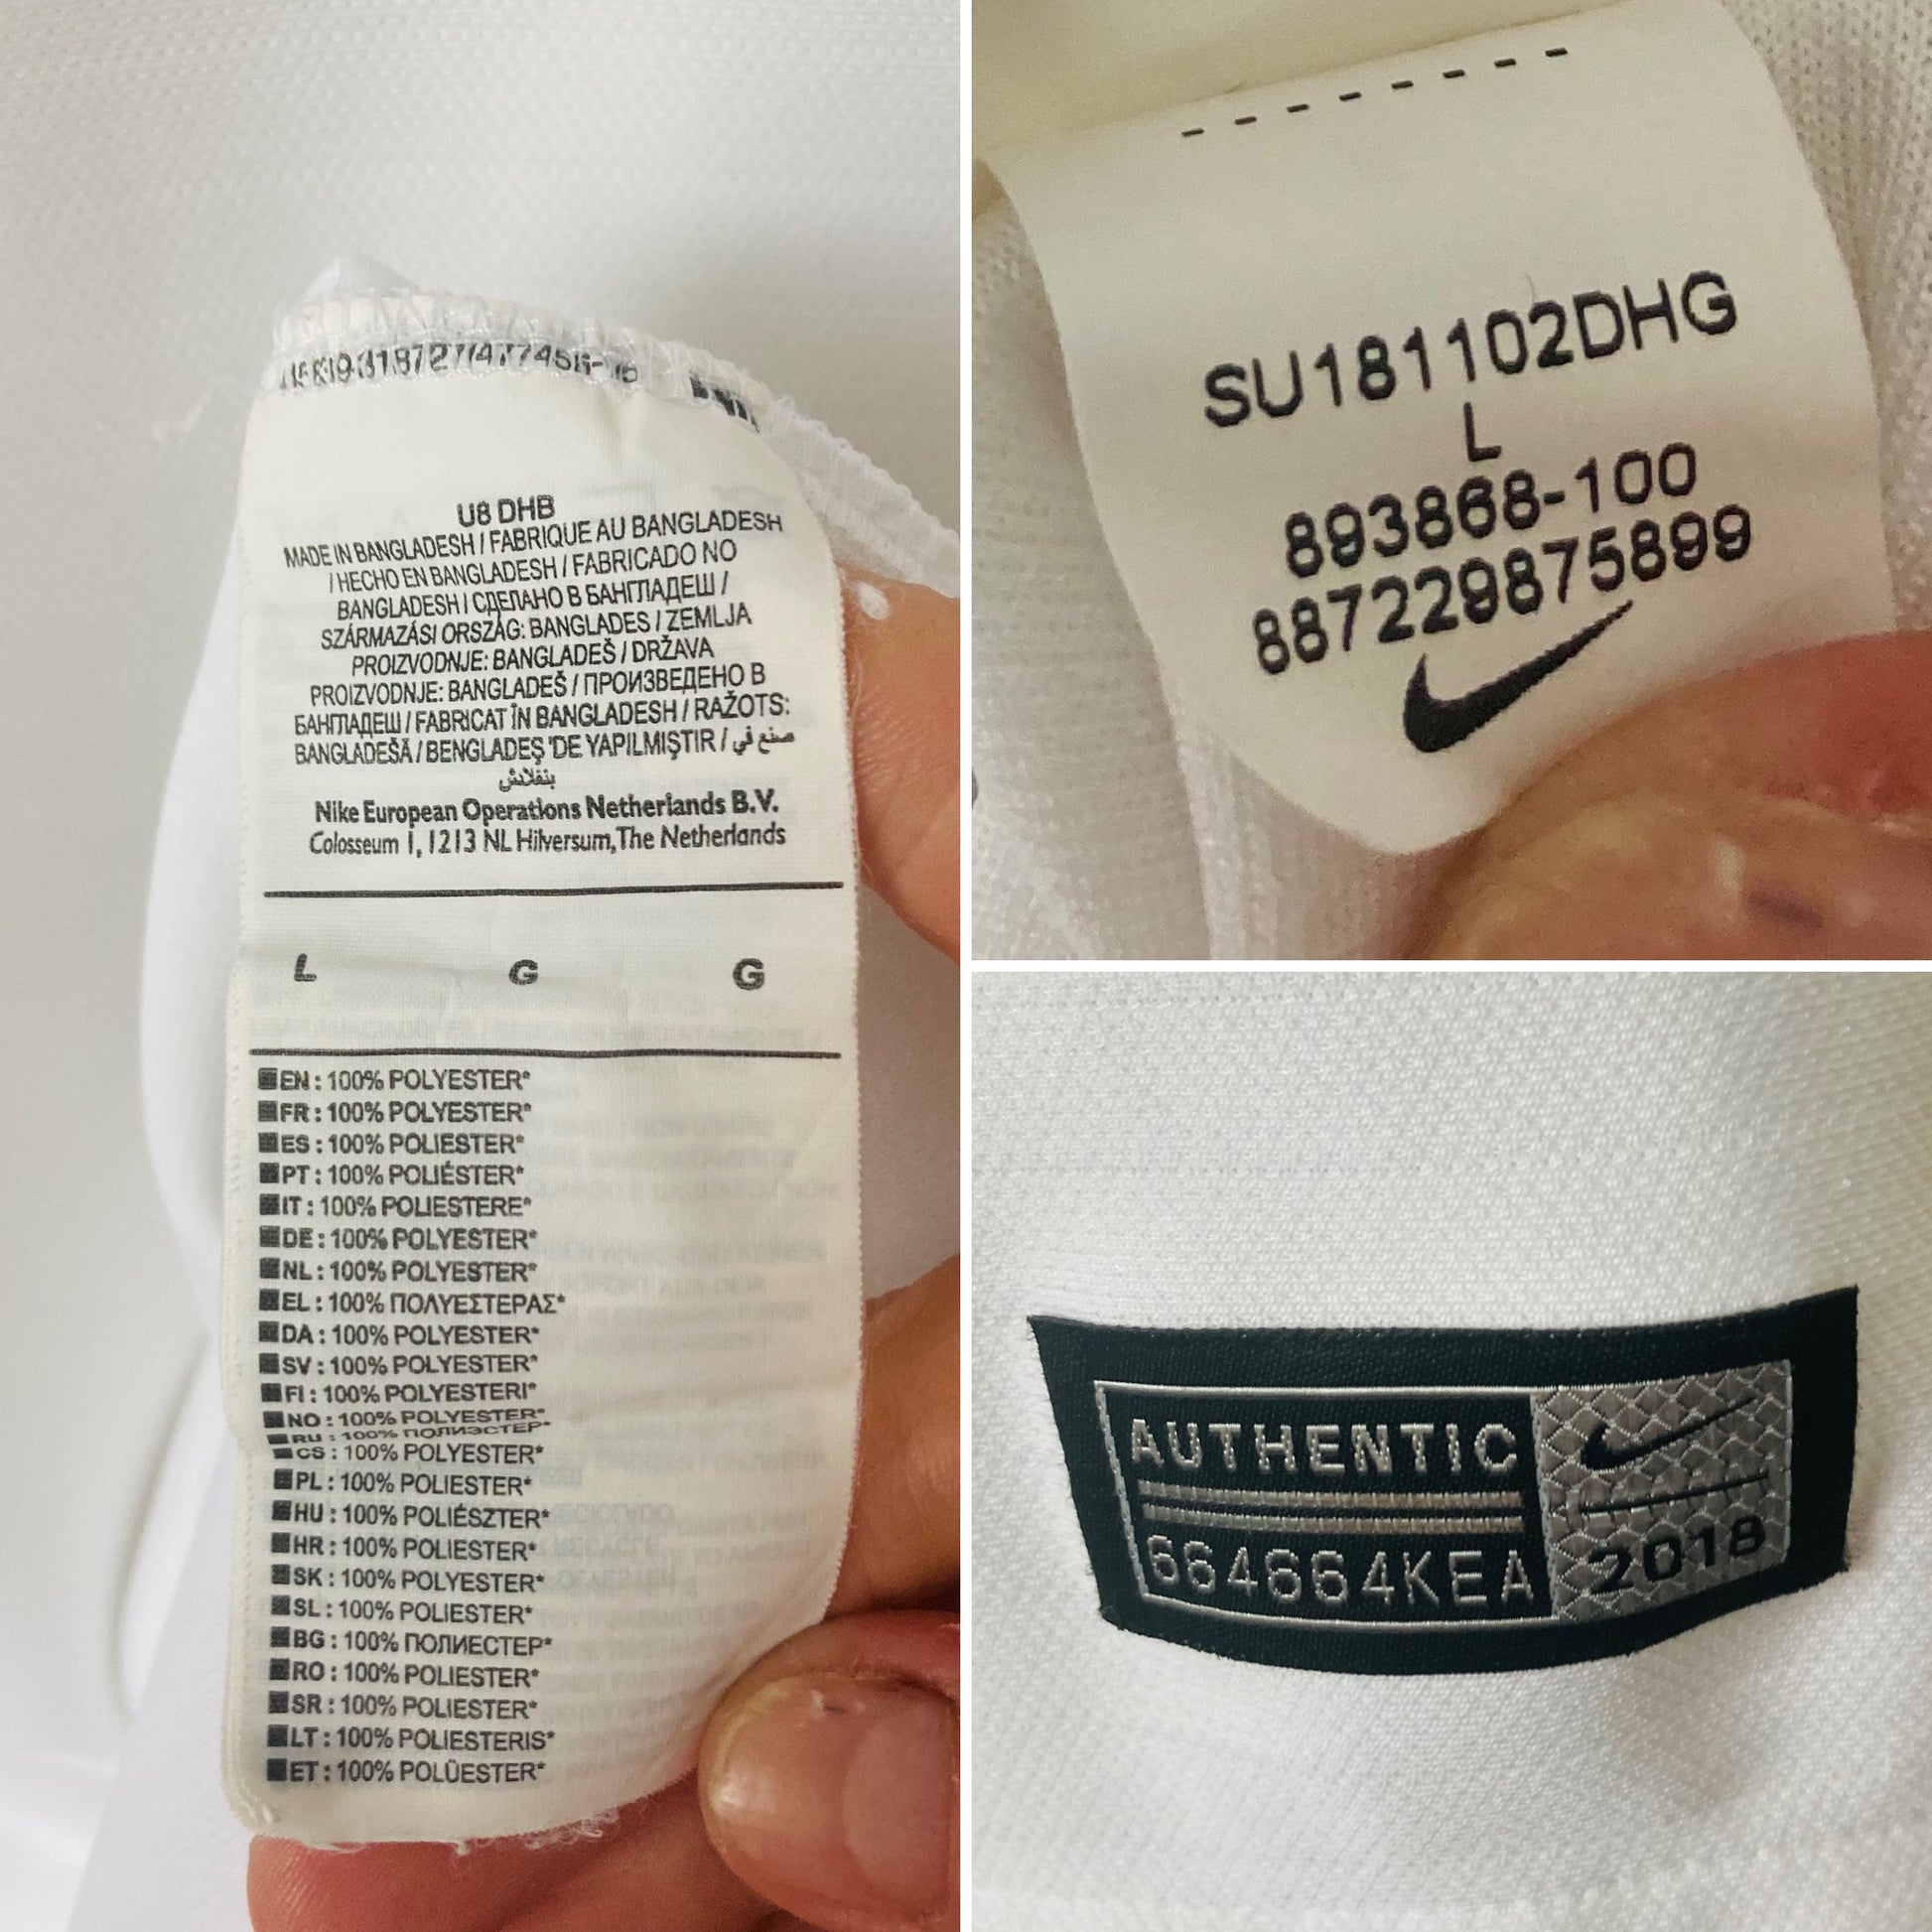 U8 DHB
MADE IN BANGLADESH / FABRIQUE AU BANGLADESH
/ HECHO EN BANGLADESH / FABRICADO NO
BANGLADESH / СДЕЛАНО В БАНГЛАДЕШ /
SZÁRMAZÁSI ORSZÁG: BANGLADES / ZEMLJA
PROIZVODNJE: BANGLADEŠ / DRŽAVA
PROIZVODNJE: BANGLADEŠ / ПРОИЗВЕДЕНО В
БАНГЛАДЕШ / FABRICAT ÎN BANGLADESH / RAŽOTS:
BANGLADEŠĀ / BENGLADEŞ 'DE YAPILMIŞTIR / صنع في
بنغلادش
Nike European Operations Netherlands B.V.
Colosseum 1, 1213 NL Hilversum, The Netherlands
L G G
EN : 100% POLYESTER*
FR : 100% POLYESTER*
ES : 100% POLIESTER*
PT : 100% POLIÉSTER*
IT : 100% POLIESTERE*
DE : 100% POLYESTER*
NL : 100% POLYESTER*
EL : 100% ΠΟΛΥΕΣΤΕΡΑΣ*
DA : 100% POLYESTER*
SV : 100% POLYESTER*
FI : 100% POLYESTERI*
NO : 100% POLYESTER*
RU : 100% ПОЛИЭСТЕР*
CS : 100% POLYESTER*
PL : 100% POLIESTER*
HU : 100% POLIÉSZTER*
HR : 100% POLIESTER*
SK : 100% POLYESTER*
SL : 100% POLIESTER*
BG : 100% ПОЛИЕСТЕР*
RO : 100% POLIESTER*
SR : 100% POLIESTER*
LT : 100% POLIESTERIS*
ET : 100% POLÜESTER*
SU181102DHG
L
893868-100
887229875899
AUTHENTIC
664664KEA
2018